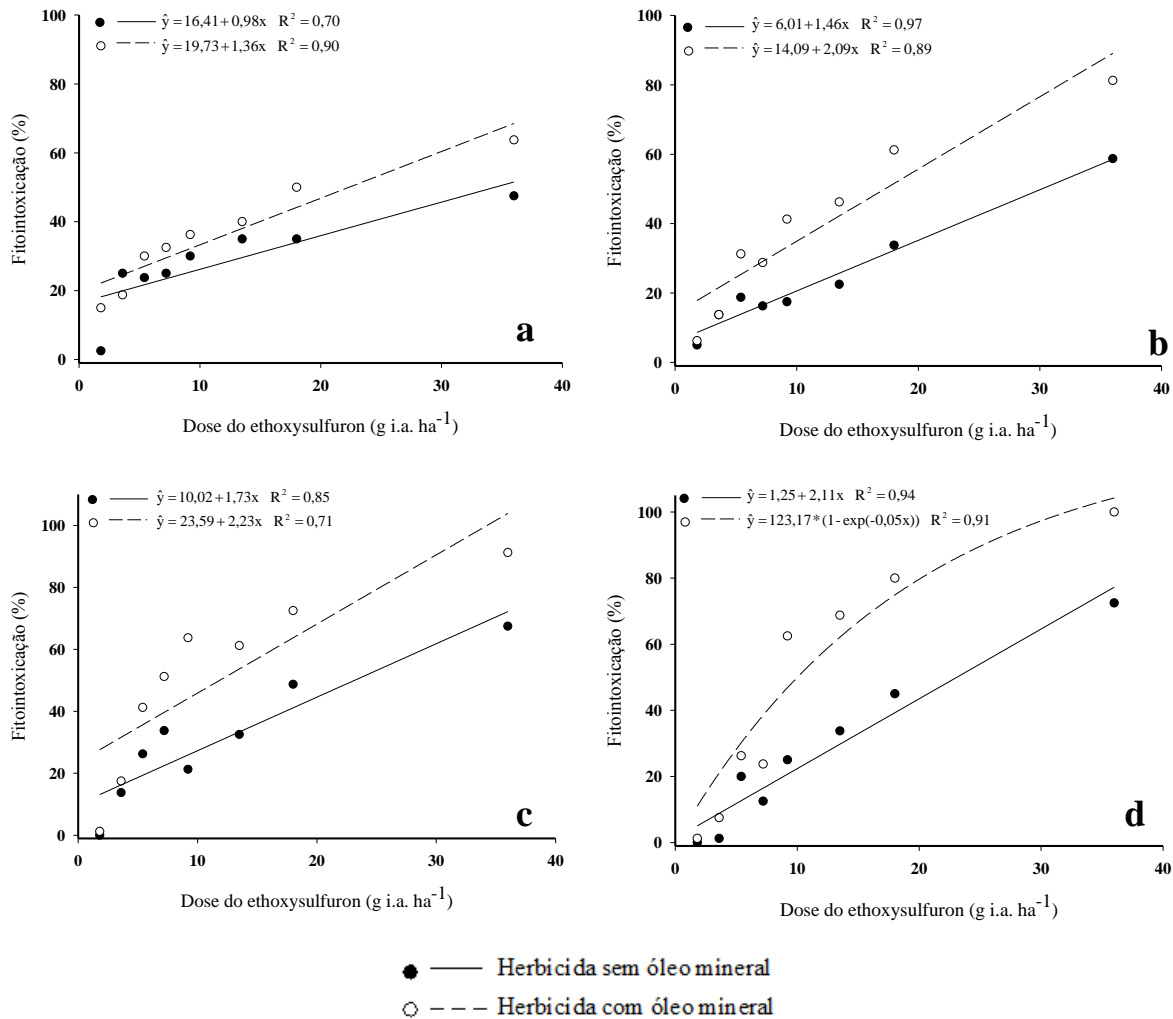 ŷ = 16,41 + 0,98x R² = 0,70
ŷ = 19,73 + 1,36x R² = 0,90
100
80
60
40
20
0
Fitointoxicação (%)
a
0 10 20 30 40
Dose do ethoxysulfuron (g i.a. ha⁻¹)
ŷ = 6,01 + 1,46x R² = 0,97
ŷ = 14,09 + 2,09x R² = 0,89
100
80
60
40
20
0
Fitointoxicação (%)
b
0 10 20 30 40
Dose do ethoxysulfuron (g i.a. ha⁻¹)
ŷ = 10,02 + 1,73x R² = 0,85
ŷ = 23,59 + 2,23x R² = 0,71
100
80
60
40
20
0
Fitointoxicação (%)
c
0 10 20 30 40
Dose do ethoxysulfuron (g i.a. ha⁻¹)
ŷ = 1,25 + 2,11x R² = 0,94
ŷ = 123,17*(1- exp(-0,05x)) R² = 0,91
100
80
60
40
20
0
Fitointoxicação (%)
d
0 10 20 30 40
Dose do ethoxysulfuron (g i.a. ha⁻¹)
Herbicida sem óleo mineral
Herbicida com óleo mineral